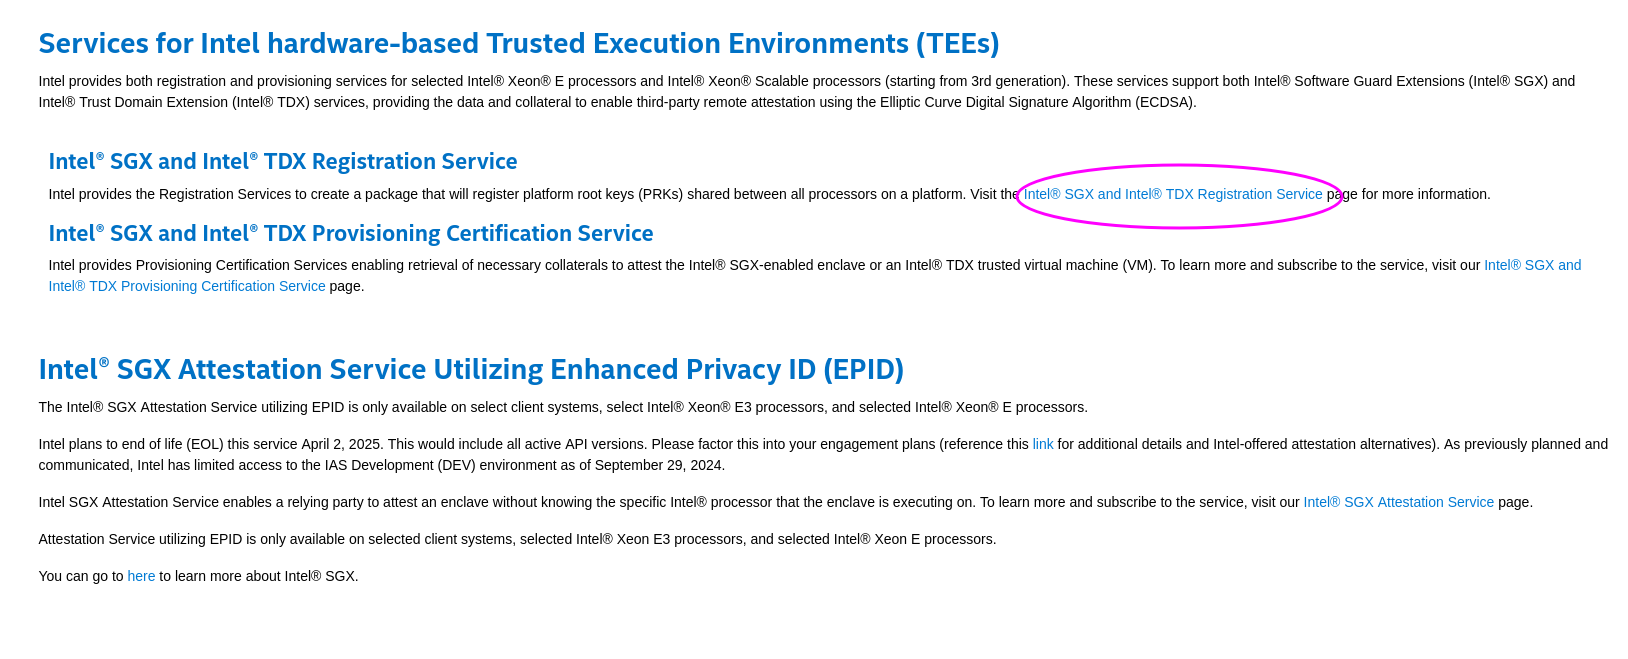 Services for Intel hardware-based Trusted Execution Environments (TEEs)
Intel provides both registration and provisioning services for selected Intel® Xeon® E processors and Intel® Xeon® Scalable processors (starting from 3rd generation). These services support both Intel® Software Guard Extensions (Intel® SGX) and
Intel® Trust Domain Extension (Intel® TDX) services, providing the data and collateral to enable third-party remote attestation using the Elliptic Curve Digital Signature Algorithm (ECDSA).
Intel® SGX and Intel® TDX Registration Service
Intel provides the Registration Services to create a package that will register platform root keys (PRKs) shared between all processors on a platform. Visit the Intel® SGX and Intel® TDX Registration Service page for more information.
Intel® SGX and Intel® TDX Provisioning Certification Service
Intel provides Provisioning Certification Services enabling retrieval of necessary collaterals to attest the Intel® SGX-enabled enclave or an Intel® TDX trusted virtual machine (VM). To learn more and subscribe to the service, visit our Intel® SGX and
Intel® TDX Provisioning Certification Service page.
Intel® SGX Attestation Service Utilizing Enhanced Privacy ID (EPID)
The Intel® SGX Attestation Service utilizing EPID is only available on select client systems, select Intel® Xeon® E3 processors, and selected Intel® Xeon® E processors.
Intel plans to end of life (EOL) this service April 2, 2025. This would include all active API versions. Please factor this into your engagement plans (reference this link for additional details and Intel-offered attestation alternatives). As previously planned and
communicated, Intel has limited access to the IAS Development (DEV) environment as of September 29, 2024.
Intel SGX Attestation Service enables a relying party to attest an enclave without knowing the specific Intel® processor that the enclave is executing on. To learn more and subscribe to the service, visit our Intel® SGX Attestation Service page.
Attestation Service utilizing EPID is only available on selected client systems, selected Intel® Xeon E3 processors, and selected Intel® Xeon E processors.
You can go to here to learn more about Intel® SGX.